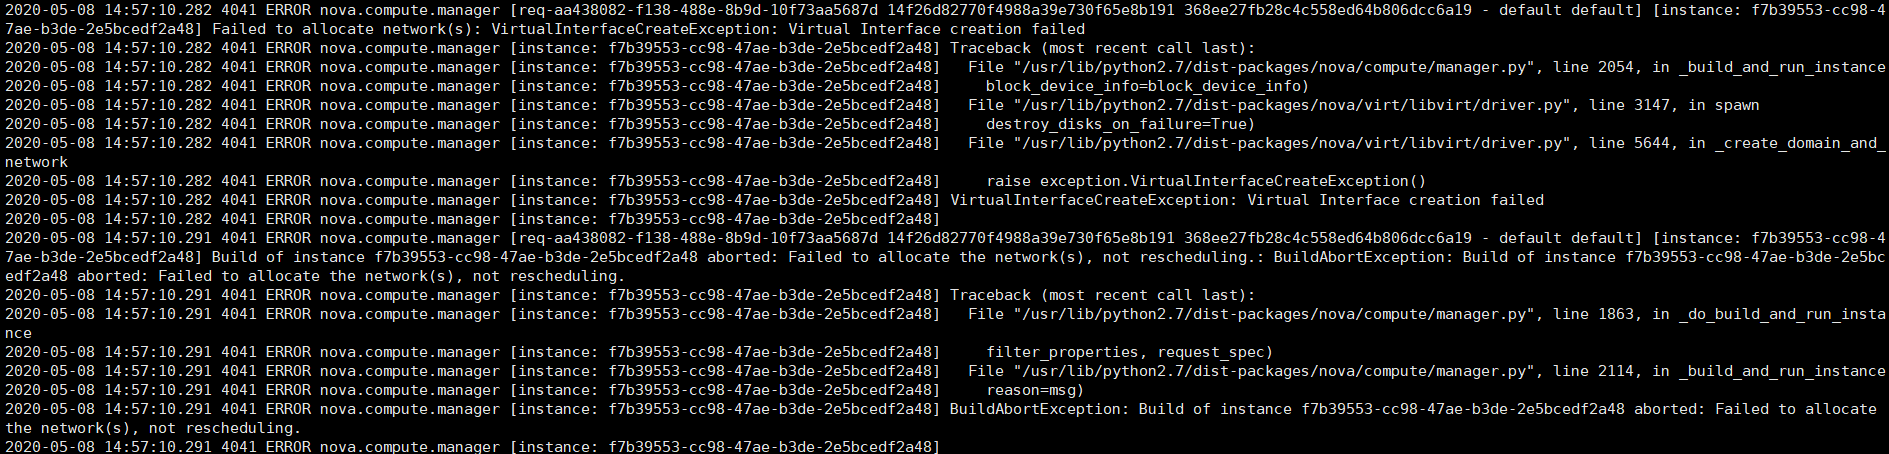 2020-05-08 14:57:10.282 4041 ERROR nova.compute.manager [req-aa438082-f138-488e-8b9d-10f73aa5687d 14f26d82770f4988a39e730f65e8b191 368ee27fb28c4c558ed64b806dcc6a19 - default default] [instance: f7b39553-cc98-4
7ae-b3de-2e5bcedf2a48] Failed to allocate network(s): VirtualInterfaceCreateException: Virtual Interface creation failed
2020-05-08 14:57:10.282 4041 ERROR nova.compute.manager [instance: f7b39553-cc98-47ae-b3de-2e5bcedf2a48] Traceback (most recent call last):
2020-05-08 14:57:10.282 4041 ERROR nova.compute.manager [instance: f7b39553-cc98-47ae-b3de-2e5bcedf2a48]   File "/usr/lib/python2.7/dist-packages/nova/compute/manager.py", line 2054, in _build_and_run_instance
2020-05-08 14:57:10.282 4041 ERROR nova.compute.manager [instance: f7b39553-cc98-47ae-b3de-2e5bcedf2a48]     block_device_info=block_device_info)
2020-05-08 14:57:10.282 4041 ERROR nova.compute.manager [instance: f7b39553-cc98-47ae-b3de-2e5bcedf2a48]   File "/usr/lib/python2.7/dist-packages/nova/virt/libvirt/driver.py", line 3147, in spawn
2020-05-08 14:57:10.282 4041 ERROR nova.compute.manager [instance: f7b39553-cc98-47ae-b3de-2e5bcedf2a48]     destroy_disks_on_failure=True)
2020-05-08 14:57:10.282 4041 ERROR nova.compute.manager [instance: f7b39553-cc98-47ae-b3de-2e5bcedf2a48]   File "/usr/lib/python2.7/dist-packages/nova/virt/libvirt/driver.py", line 5644, in _create_domain_and_
network
2020-05-08 14:57:10.282 4041 ERROR nova.compute.manager [instance: f7b39553-cc98-47ae-b3de-2e5bcedf2a48]     raise exception.VirtualInterfaceCreateException()
2020-05-08 14:57:10.282 4041 ERROR nova.compute.manager [instance: f7b39553-cc98-47ae-b3de-2e5bcedf2a48] VirtualInterfaceCreateException: Virtual Interface creation failed
2020-05-08 14:57:10.282 4041 ERROR nova.compute.manager [instance: f7b39553-cc98-47ae-b3de-2e5bcedf2a48]
2020-05-08 14:57:10.291 4041 ERROR nova.compute.manager [req-aa438082-f138-488e-8b9d-10f73aa5687d 14f26d82770f4988a39e730f65e8b191 368ee27fb28c4c558ed64b806dcc6a19 - default default] [instance: f7b39553-cc98-4
7ae-b3de-2e5bcedf2a48] Build of instance f7b39553-cc98-47ae-b3de-2e5bcedf2a48 aborted: Failed to allocate the network(s), not rescheduling.: BuildAbortException: Build of instance f7b39553-cc98-47ae-b3de-2e5bc
edf2a48 aborted: Failed to allocate the network(s), not rescheduling.
2020-05-08 14:57:10.291 4041 ERROR nova.compute.manager [instance: f7b39553-cc98-47ae-b3de-2e5bcedf2a48] Traceback (most recent call last):
2020-05-08 14:57:10.291 4041 ERROR nova.compute.manager [instance: f7b39553-cc98-47ae-b3de-2e5bcedf2a48]   File "/usr/lib/python2.7/dist-packages/nova/compute/manager.py", line 1863, in _do_build_and_run_insta
nce
2020-05-08 14:57:10.291 4041 ERROR nova.compute.manager [instance: f7b39553-cc98-47ae-b3de-2e5bcedf2a48]     filter_properties, request_spec)
2020-05-08 14:57:10.291 4041 ERROR nova.compute.manager [instance: f7b39553-cc98-47ae-b3de-2e5bcedf2a48]   File "/usr/lib/python2.7/dist-packages/nova/compute/manager.py", line 2114, in _build_and_run_instance
2020-05-08 14:57:10.291 4041 ERROR nova.compute.manager [instance: f7b39553-cc98-47ae-b3de-2e5bcedf2a48]     reason=msg)
2020-05-08 14:57:10.291 4041 ERROR nova.compute.manager [instance: f7b39553-cc98-47ae-b3de-2e5bcedf2a48] BuildAbortException: Build of instance f7b39553-cc98-47ae-b3de-2e5bcedf2a48 aborted: Failed to allocate
the network(s), not rescheduling.
2020-05-08 14:57:10.291 4041 ERROR nova.compute.manager [instance: f7b39553-cc98-47ae-b3de-2e5bcedf2a48]